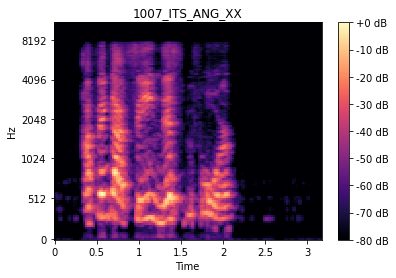 1007_ITS_ANG_XX
Hz
8192
4096
2048
1024
512
0
0 0.5 1 1.5 2 2.5 3
Time
+0 dB
-10 dB
-20 dB
-30 dB
-40 dB
-50 dB
-60 dB
-70 dB
-80 dB